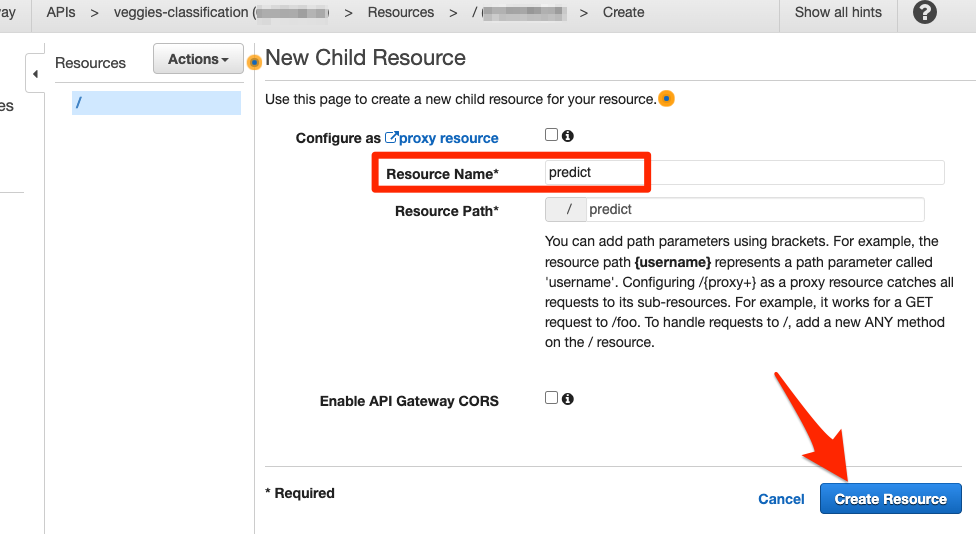 ay APIs > veggies-classification ( ) > Resources > / ( ) > Create Show all hints ?
Resources Actions New Child Resource
es
/
Use this page to create a new child resource for your resource.
Configure as proxy resource
Resource Name* predict
Resource Path* / predict
You can add path parameters using brackets. For example, the
resource path {username} represents a path parameter called
'username'. Configuring /{proxy+} as a proxy resource catches all
requests to its sub-resources. For example, it works for a GET
request to /foo. To handle requests to /, add a new ANY method
on the / resource.
Enable API Gateway CORS
* Required
Cancel Create Resource